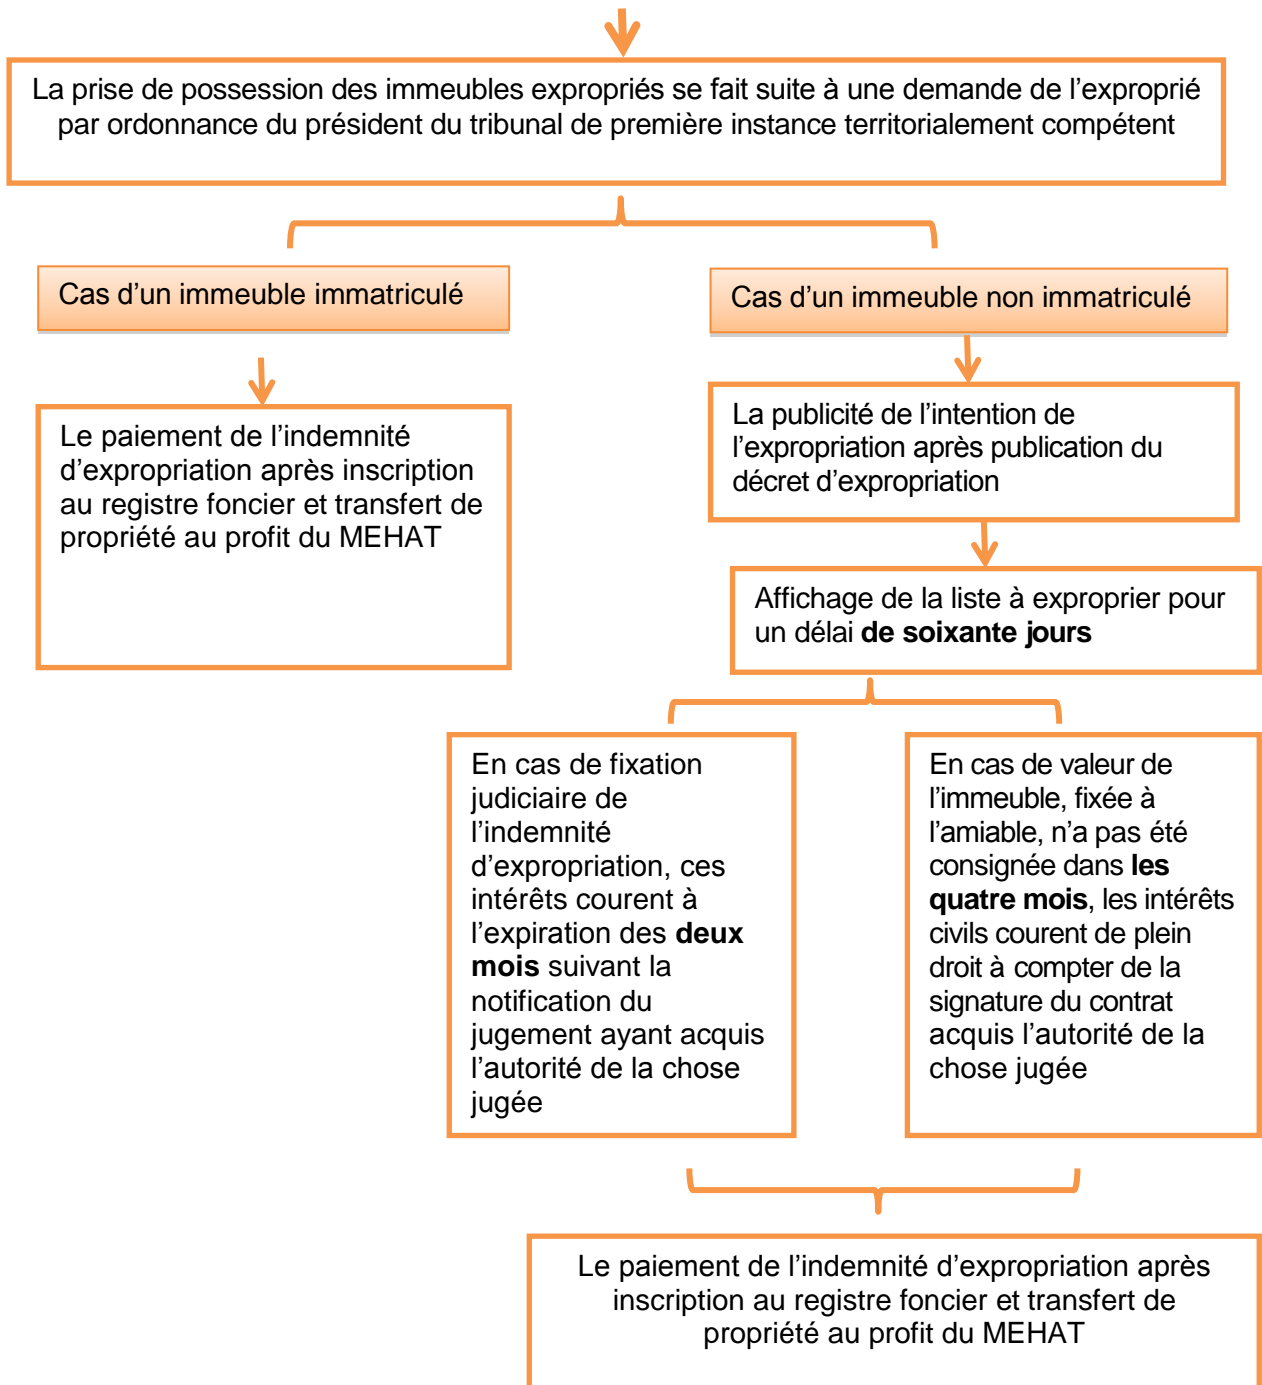 La prise de possession des immeubles expropriés se fait suite à une demande de l’exproprié
par ordonnance du président du tribunal de première instance territorialement compétent
Cas d’un immeuble immatriculé
Le paiement de l’indemnité
d’expropriation après inscription
au registre foncier et transfert de
propriété au profit du MEHAT
Cas d’un immeuble non immatriculé
La publicité de l’intention de
l’expropriation après publication du
décret d’expropriation
Affichage de la liste à exproprier pour
un délai de soixante jours
En cas de fixation
judiciaire de
l’indemnité
d’expropriation, ces
intérêts courent à
l’expiration des deux
mois suivant la
notification du
jugement ayant acquis
l’autorité de la chose
jugée
En cas de valeur de
l’immeuble, fixée à
l’amiable, n’a pas été
consignée dans les
quatre mois, les intérêts
civils courent de plein
droit à compter de la
signature du contrat
acquis l’autorité de la
chose jugée
Le paiement de l’indemnité d’expropriation après
inscription au registre foncier et transfert de
propriété au profit du MEHAT